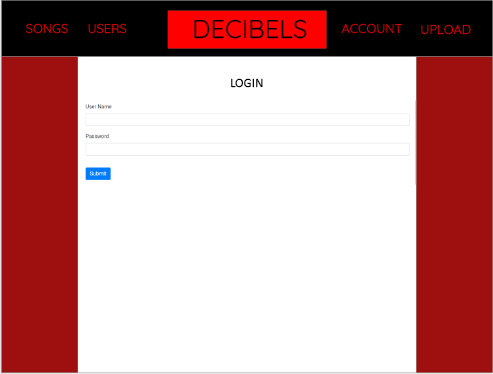 SONGS USERS DECIBELS ACCOUNT UPLOAD
LOGIN
User Name
Password
Submit